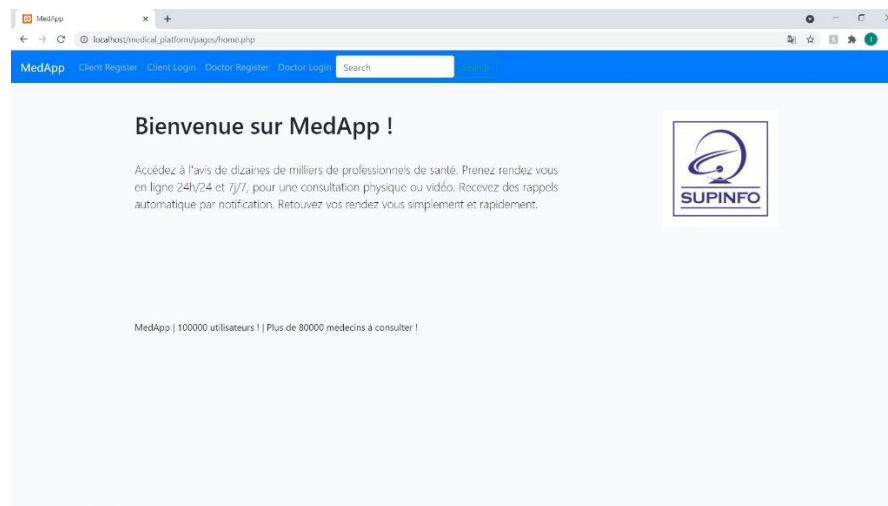 MedApp
localhost/medical_platform/pages/home.php
MedApp Client Register Client Login Doctor Register Doctor Login Search Search
Bienvenue sur MedApp !
Accédez à l'avis de dizaines de milliers de professionnels de santé. Prenez rendez vous
en ligne 24h/24 et 7j/7, pour une consultation physique ou vidéo. Recevez des rappels
automatique par notification. Retouvez vos rendez vous simplement et rapidement.
SUPINFO
MedApp | 100000 utilisateurs ! | Plus de 80000 médecins à consulter !